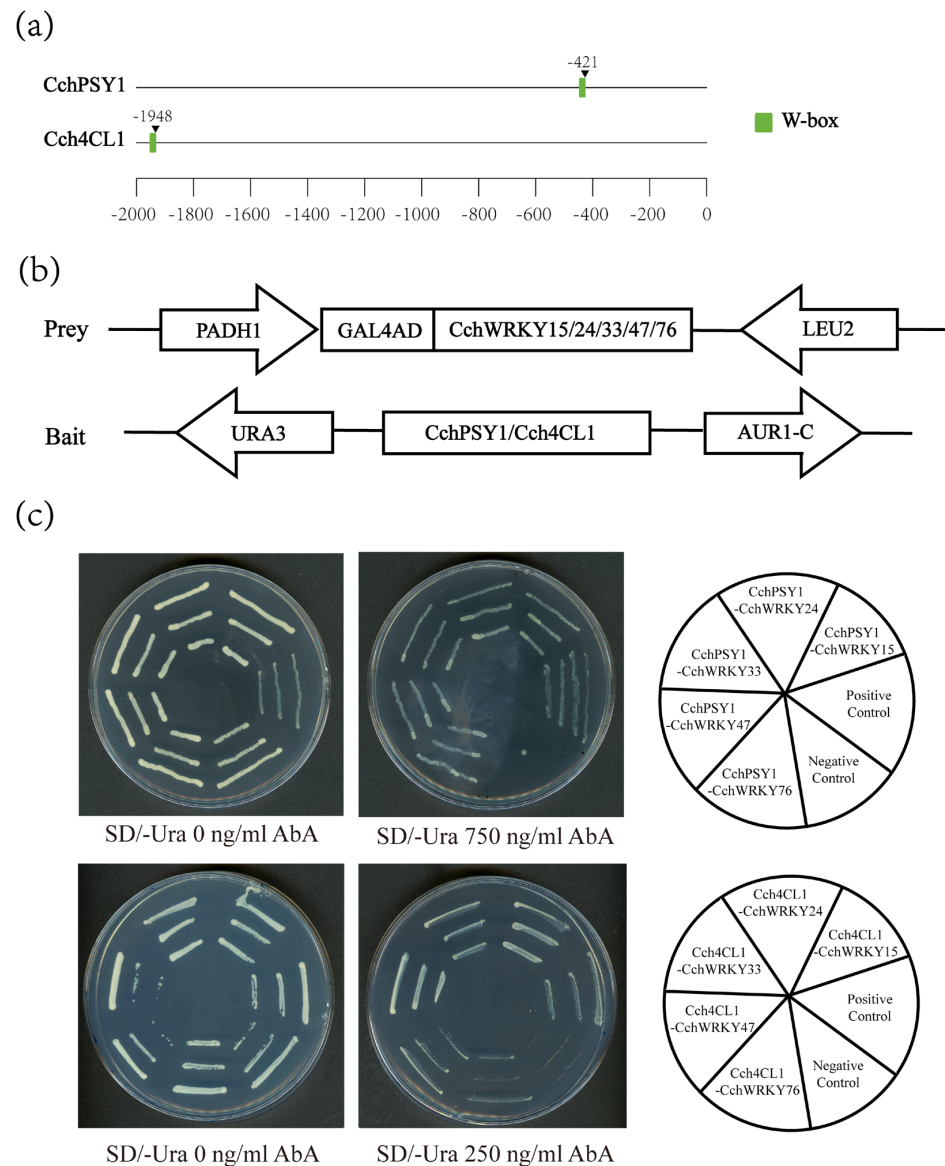 (a)
-421
CchPSY1
-1948
W-box
Cch4CL1
-2000 -1800 -1600 -1400 -1200 -1000 -800 -600 -400 -200 0
(b)
Prey
PADH1
GAL4AD
CchWRKY15/24/33/47/76
LEU2
Bait
URA3
CchPSY1/Cch4CL1
AUR1-C
(c)
CchPSY1
-CchWRKY24
CchPSY1
-CchWRKY15
CchPSY1
-CchWRKY33
Positive
Control
CchPSY1
-CchWRKY47
Negative
Control
CchPSY1
-CchWRKY76
SD/-Ura 0 ng/ml AbA
SD/-Ura 750 ng/ml AbA
Cch4CL1
-CchWRKY24
Cch4CL1
-CchWRKY15
Cch4CL1
-CchWRKY33
Positive
Control
Cch4CL1
-CchWRKY47
Negative
Control
Cch4CL1
-CchWRKY76
SD/-Ura 0 ng/ml AbA
SD/-Ura 250 ng/ml AbA